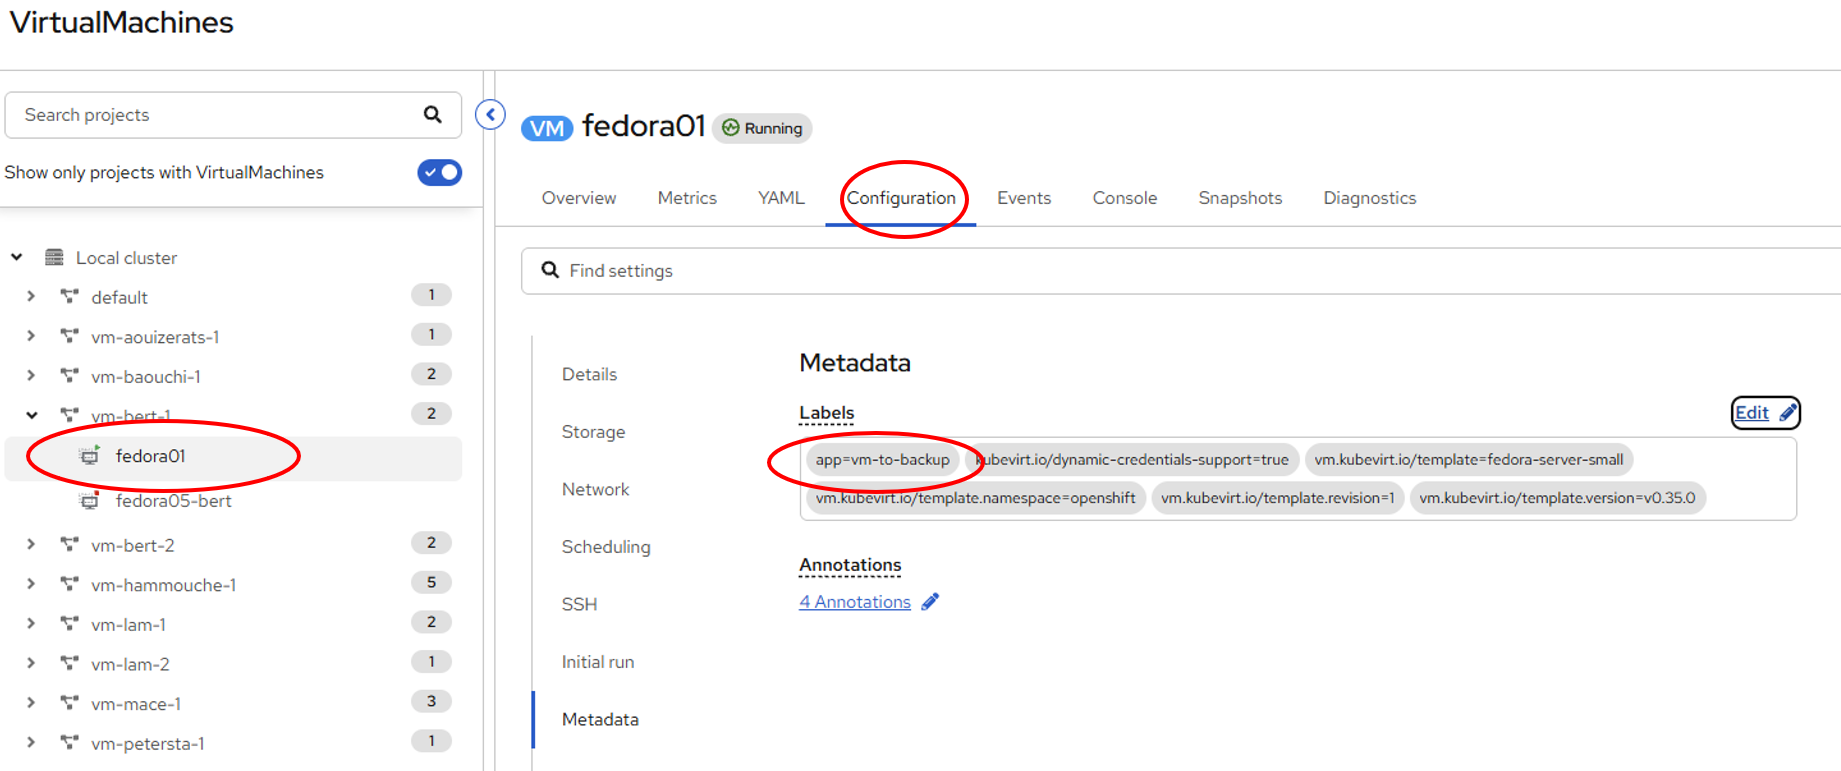 VirtualMachines
Search projects
Show only projects with VirtualMachines
Local cluster
default 1
vm-aouizerats-1 1
vm-baouchi-1 2
vm-bert-1 2
fedora01
fedora05-bert
vm-bert-2 2
vm-hammouche-1 5
vm-lam-1 2
vm-lam-2 1
vm-mace-1 3
vm-petersta-1 1
VM fedora01 Running
Overview Metrics YAML Configuration Events Console Snapshots Diagnostics
Find settings
Details
Storage
Network
Scheduling
SSH
Initial run
Metadata
Metadata
Labels Edit
app=vm-to-backup kubevirt.io/dynamic-credentials-support=true vm.kubevirt.io/template=fedora-server-small
vm.kubevirt.io/template.namespace=openshift vm.kubevirt.io/template.revision=1 vm.kubevirt.io/template.version=v0.35.0
Annotations
4 Annotations